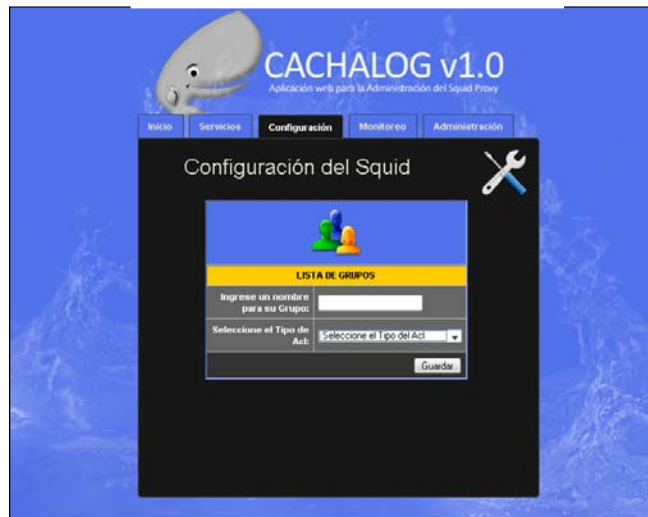 CACHALOG v1.0
Aplicación web para la Administración del Squid Proxy
Inicio
Servicios
Configuración
Monitoreo
Administración
Configuración del Squid
LISTA DE GRUPOS
Ingrese un nombre
para su Grupo:
Seleccione el Tipo de
Acl:
Seleccione el Tipo del Acl
Guardar